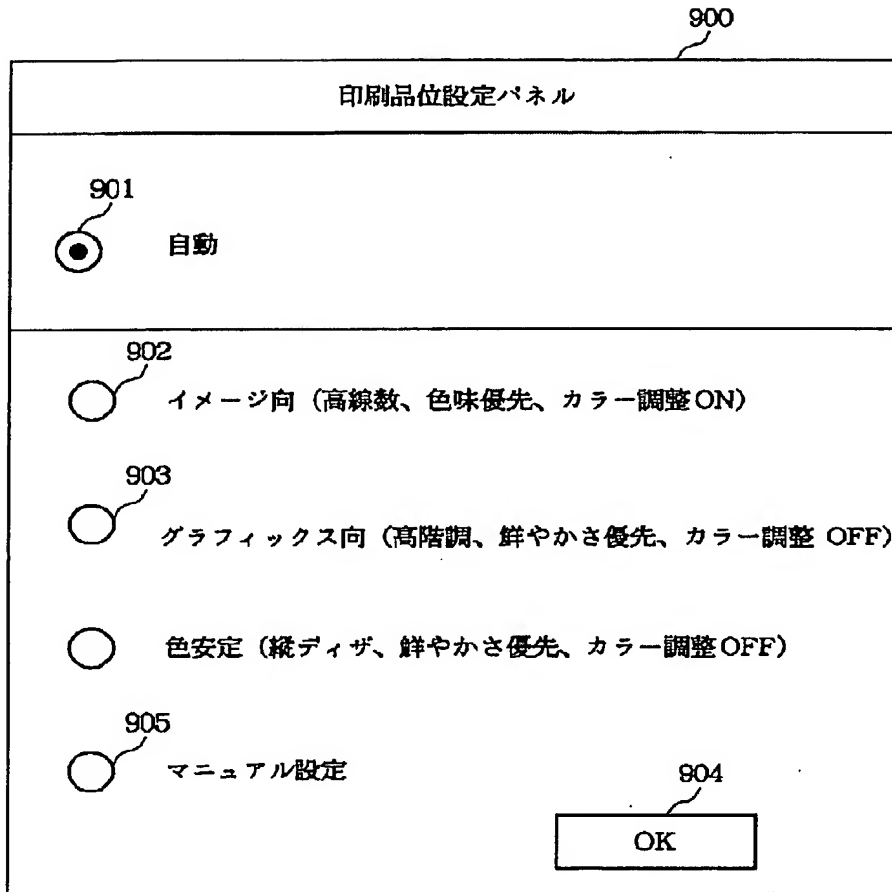 900
印刷品位設定パネル
901
自動
902
イメージ向（高線数、色味優先、カラー調整ON）
903
グラフィックス向（高階調、鮮やかさ優先、カラー調整 OFF）
色安定（縦ディザ、鮮やかさ優先、カラー調整OFF）
905
マニュアル設定
904
OK